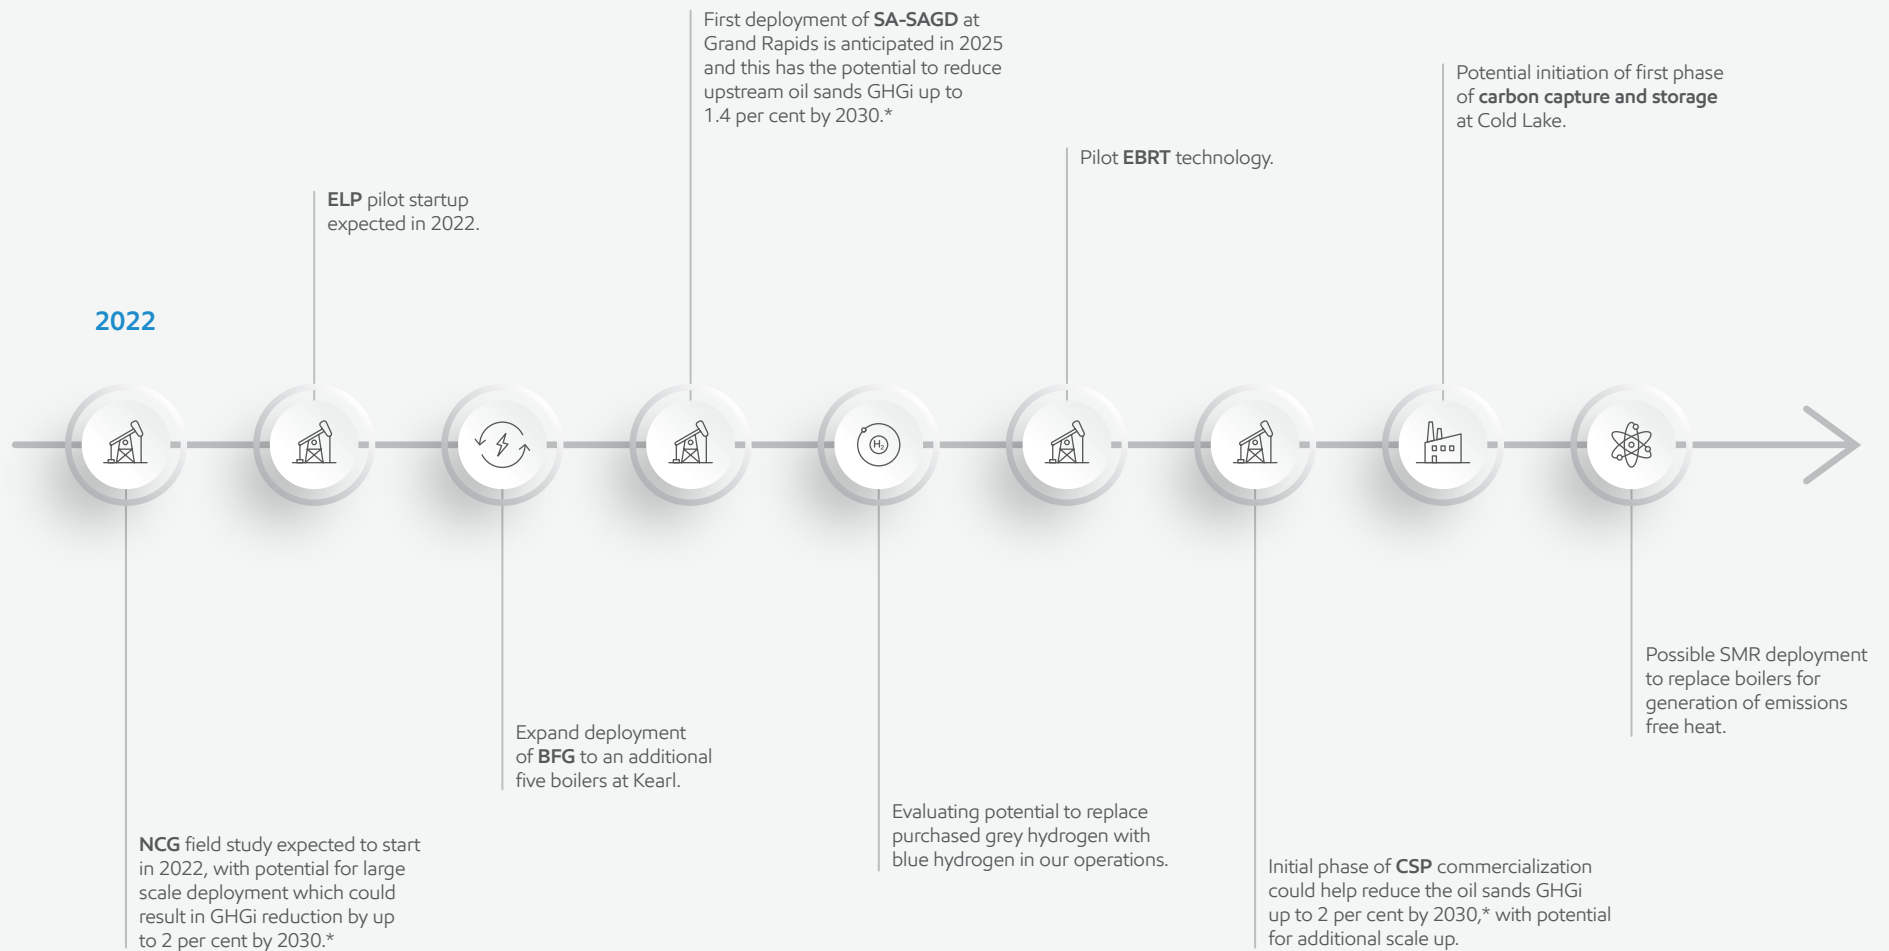 2022
NCG field study expected to start
in 2022, with potential for large
scale deployment which could
result in GHGi reduction by up
to 2 per cent by 2030.*
ELP pilot startup
expected in 2022.
Expand deployment
of BFG to an additional
five boilers at Kearl.
First deployment of SA-SAGD at
Grand Rapids is anticipated in 2025
and this has the potential to reduce
upstream oil sands GHGi up to
1.4 per cent by 2030.*
H₂
Evaluating potential to replace
purchased grey hydrogen with
blue hydrogen in our operations.
Pilot EBRT technology.
Initial phase of CSP commercialization
could help reduce the oil sands GHGi
up to 2 per cent by 2030,* with potential
for additional scale up.
Potential initiation of first phase
of carbon capture and storage
at Cold Lake.
Possible SMR deployment
to replace boilers for
generation of emissions
free heat.